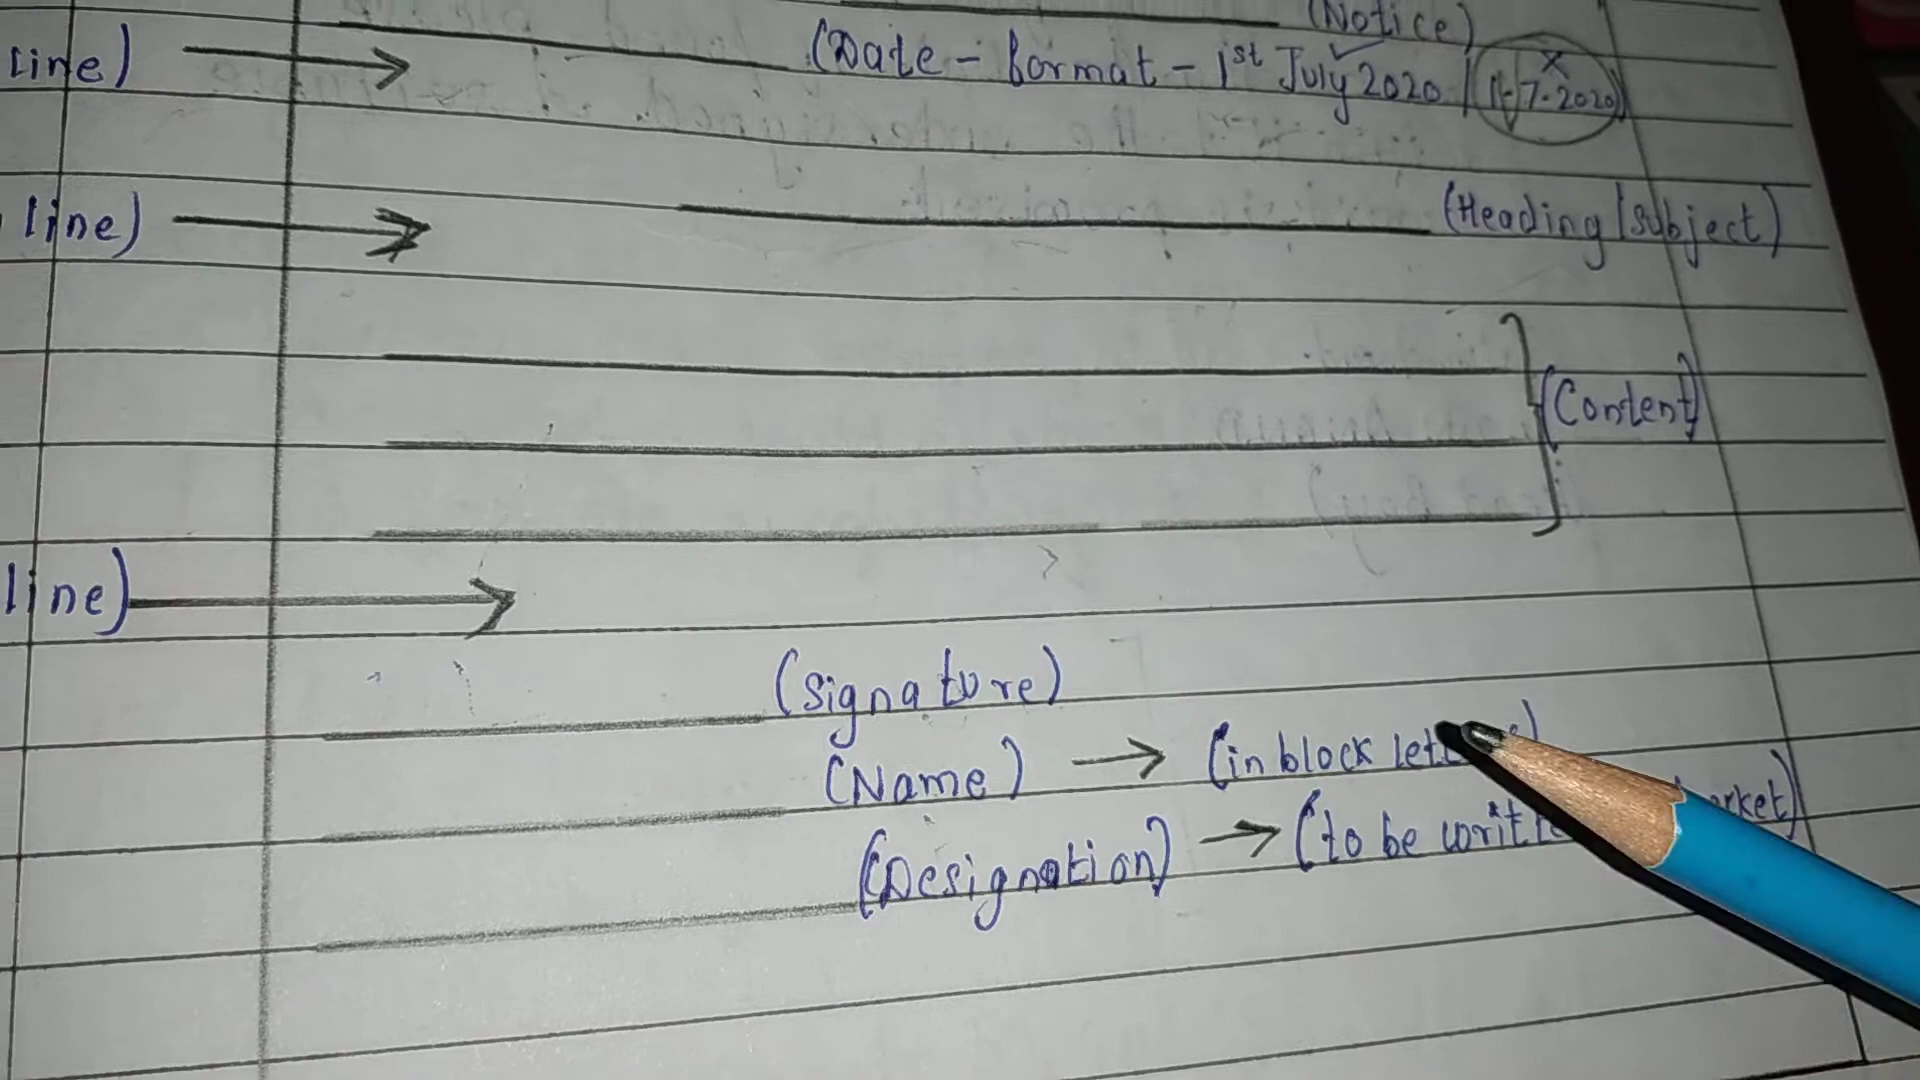 (Notice)
line) (Date - format - 1st July 2020 / (1-7-2020)
line) (Heading/subject)
(Content)
line)
(signature)
(Name) → (in block
(Designation) → (to be